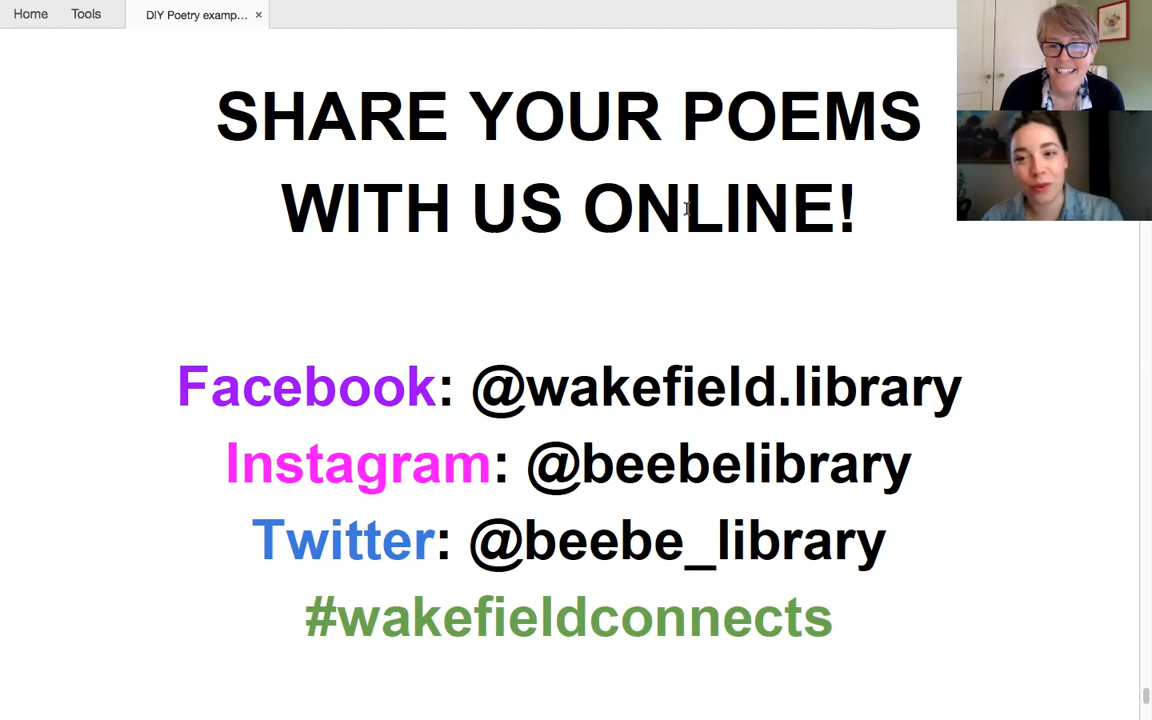 Home Tools DIY Poetry examp... ×
SHARE YOUR POEMS
WITH US ONLINE!
Facebook: @wakefield.library
Instagram: @beebelibrary
Twitter: @beebe_library
#wakefieldconnects